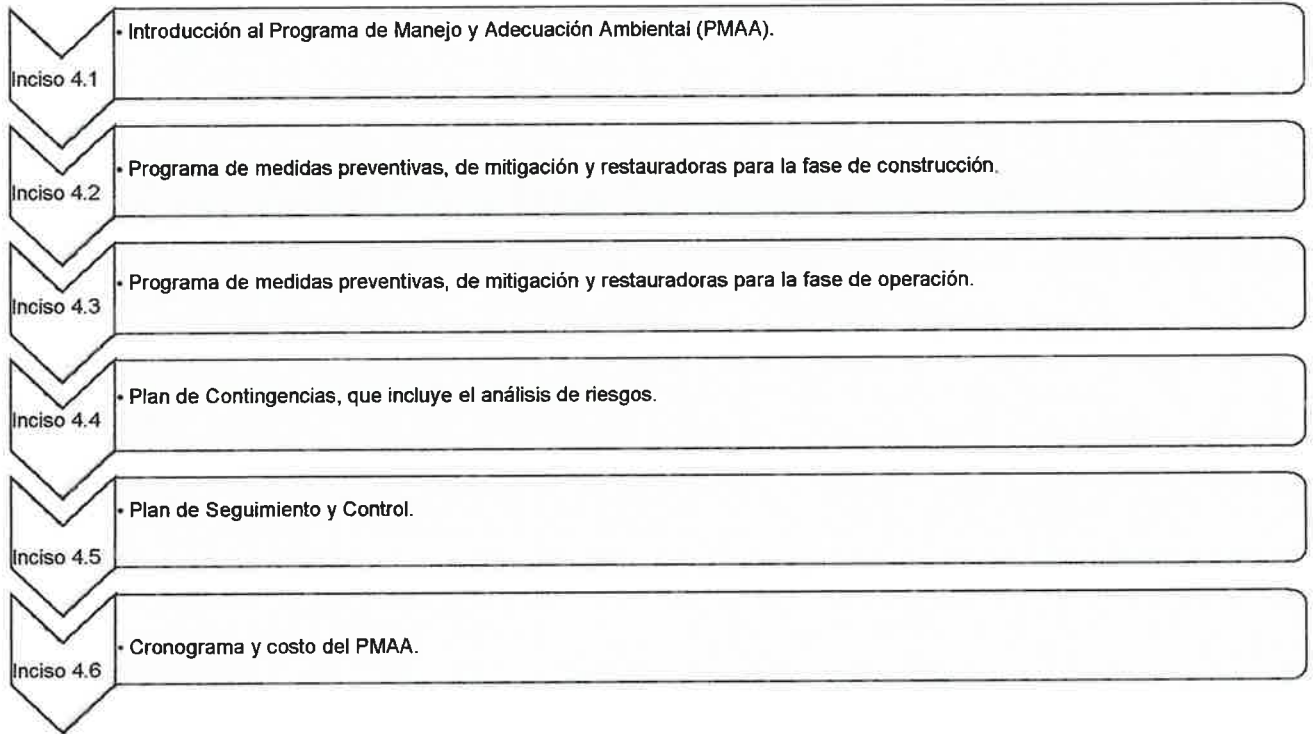 • Introducción al Programa de Manejo y Adecuación Ambiental (PMAA).
Inciso 4.1
• Programa de medidas preventivas, de mitigación y restauradoras para la fase de construcción.
Inciso 4.2
• Programa de medidas preventivas, de mitigación y restauradoras para la fase de operación.
Inciso 4.3
• Plan de Contingencias, que incluye el análisis de riesgos.
Inciso 4.4
• Plan de Seguimiento y Control.
Inciso 4.5
• Cronograma y costo del PMAA.
Inciso 4.6